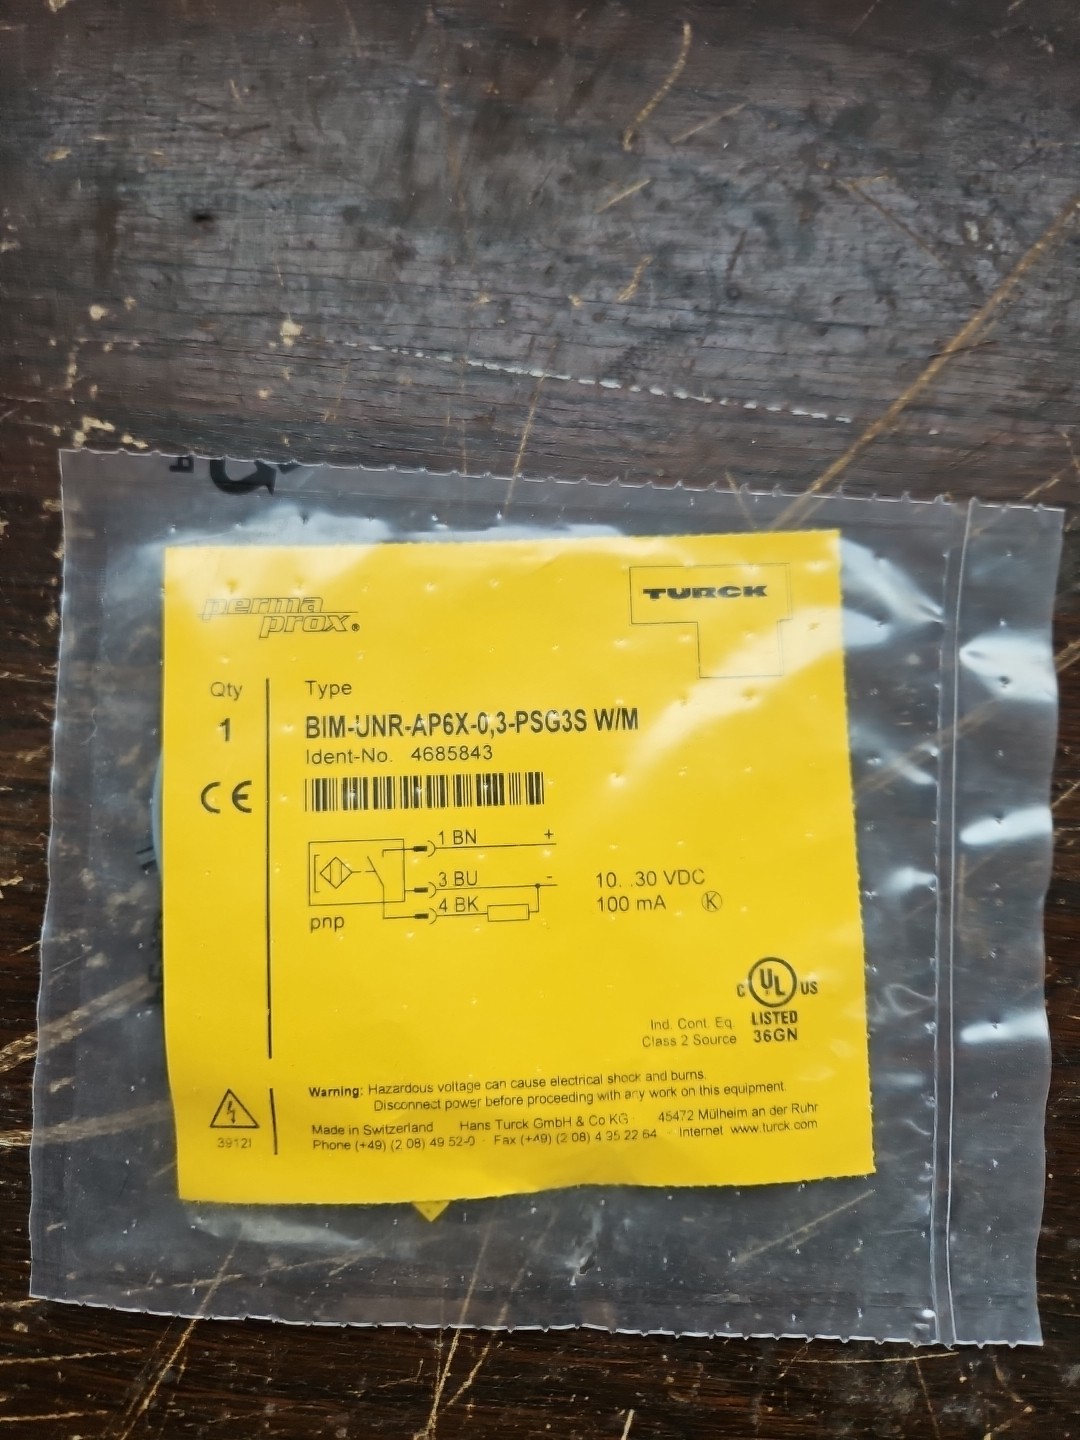 perma
prox®
TURCK
Qty
1
Type
BIM-UNR-AP6X-0,3-PSG3S W/M
Ident-No. 4685843
CE
1 BN +
3 BU -
4 BK
pnp
10...30 VDC
100 mA K
C UL US
LISTED
36GN
Ind. Cont. Eq.
Class 2 Source
Warning: Hazardous voltage can cause electrical shock and burns.
Disconnect power before proceeding with any work on this equipment
3912I
Made in Switzerland Hans Turck GmbH & Co KG · 45472 Mülheim an der Ruhr
Phone (+49) (2 08) 49 52-0 · Fax (+49) (2 08) 4 95 22 64 · Internet www.turck.com